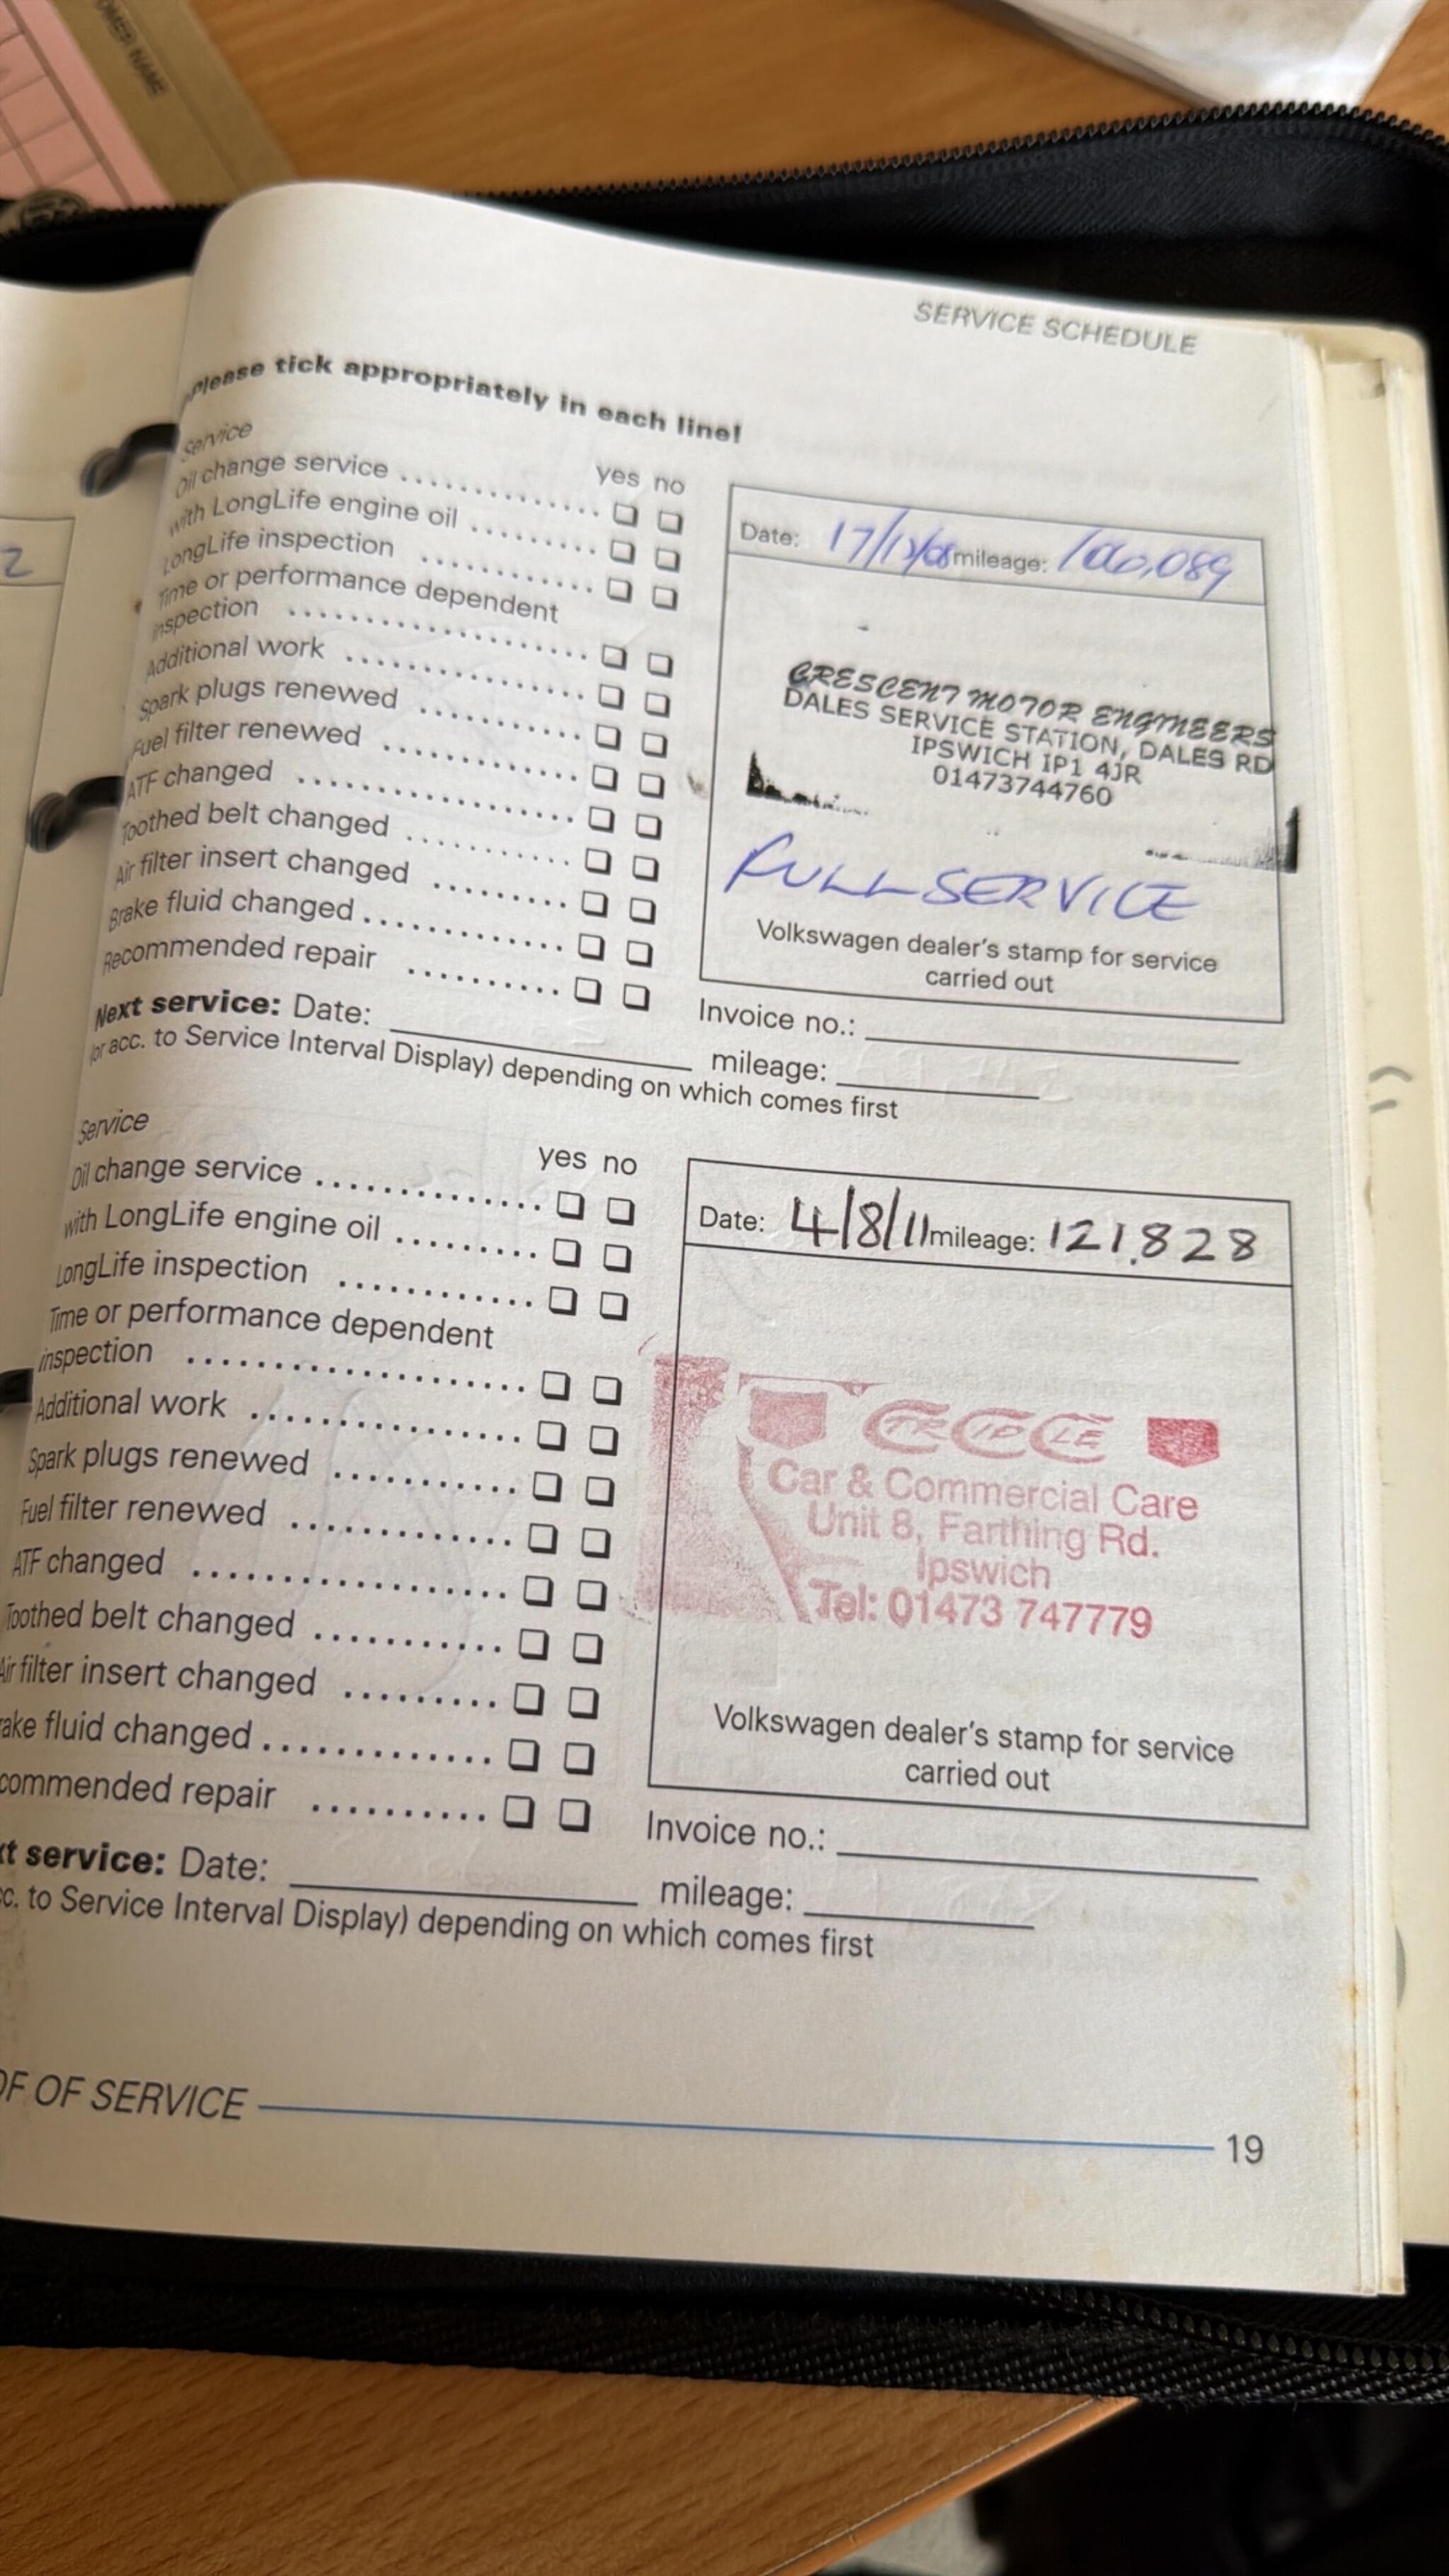 OMER NAME
2
SERVICE SCHEDULE
Please tick appropriately in each line!
Service
yes no
Oil change service
with LongLife engine oil
LongLife inspection
Time or performance dependent
inspection
Additional work
Spark plugs renewed
Fuel filter renewed
ATF changed
Toothed belt changed
Air filter insert changed
Brake fluid changed
Recommended repair
Date: mileage: 100,089
CRESCENT MOTOR ENGINEERS
DALES SERVICE STATION, DALES RD
IPSWICH IP1 4JR
01473744760
FULL SERVICE
Volkswagen dealer's stamp for service
carried out
Invoice no.:
Next service: Date:
mileage:
(or acc. to Service Interval Display) depending on which comes first
Service
yes no
Oil change service
with LongLife engine oil
LongLife inspection
Time or performance dependent
inspection
Additional work
Spark plugs renewed
Fuel filter renewed
ATF changed
Toothed belt changed
Air filter insert changed
ake fluid changed
commended repair
Date: 4/8/11 mileage: 121,828
Car & Commercial Care
Unit 8, Farthing Rd.
Ipswich
Tel: 01473 747779
Volkswagen dealer's stamp for service
carried out
Invoice no.:
xt service: Date:
mileage:
cc. to Service Interval Display) depending on which comes first
OF OF SERVICE
19